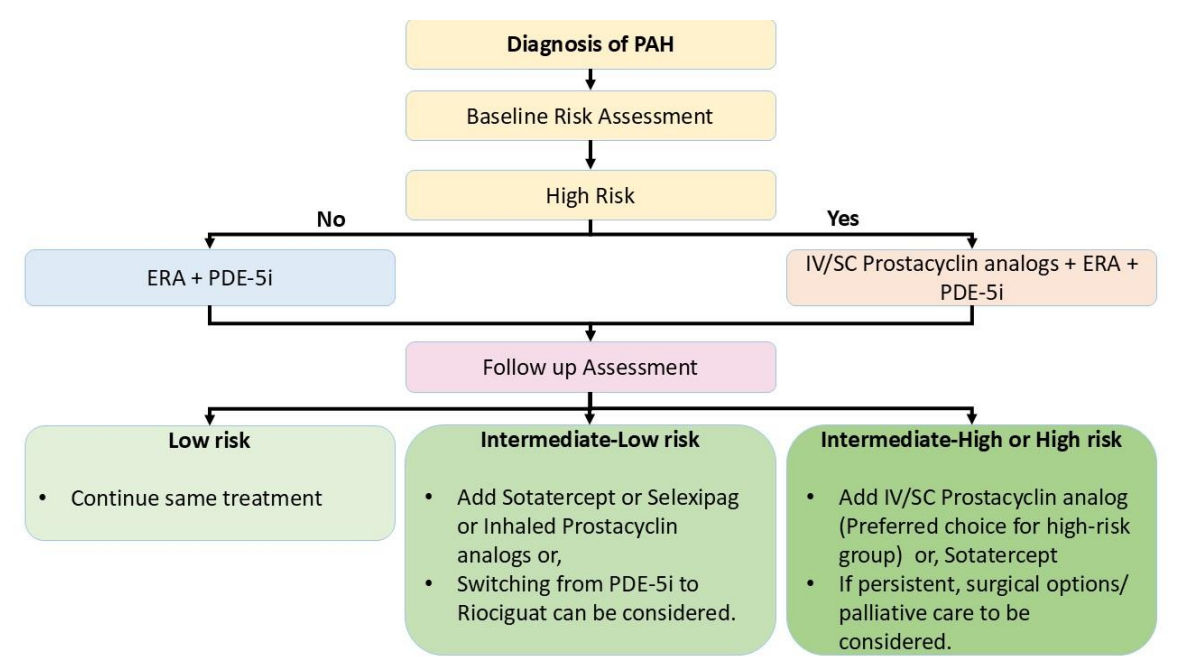 Diagnosis of PAH
Baseline Risk Assessment
High Risk
No
Yes
ERA + PDE-5i
IV/SC Prostacyclin analogs + ERA +
PDE-5i
Follow up Assessment
Low risk
• Continue same treatment
Intermediate-Low risk
• Add Sotatercept or Selexipag
or Inhaled Prostacyclin
analogs or,
• Switching from PDE-5i to
Riociguat can be considered.
Intermediate-High or High risk
• Add IV/SC Prostacyclin analog
(Preferred choice for high-risk
group) or, Sotatercept
• If persistent, surgical options/
palliative care to be
considered.